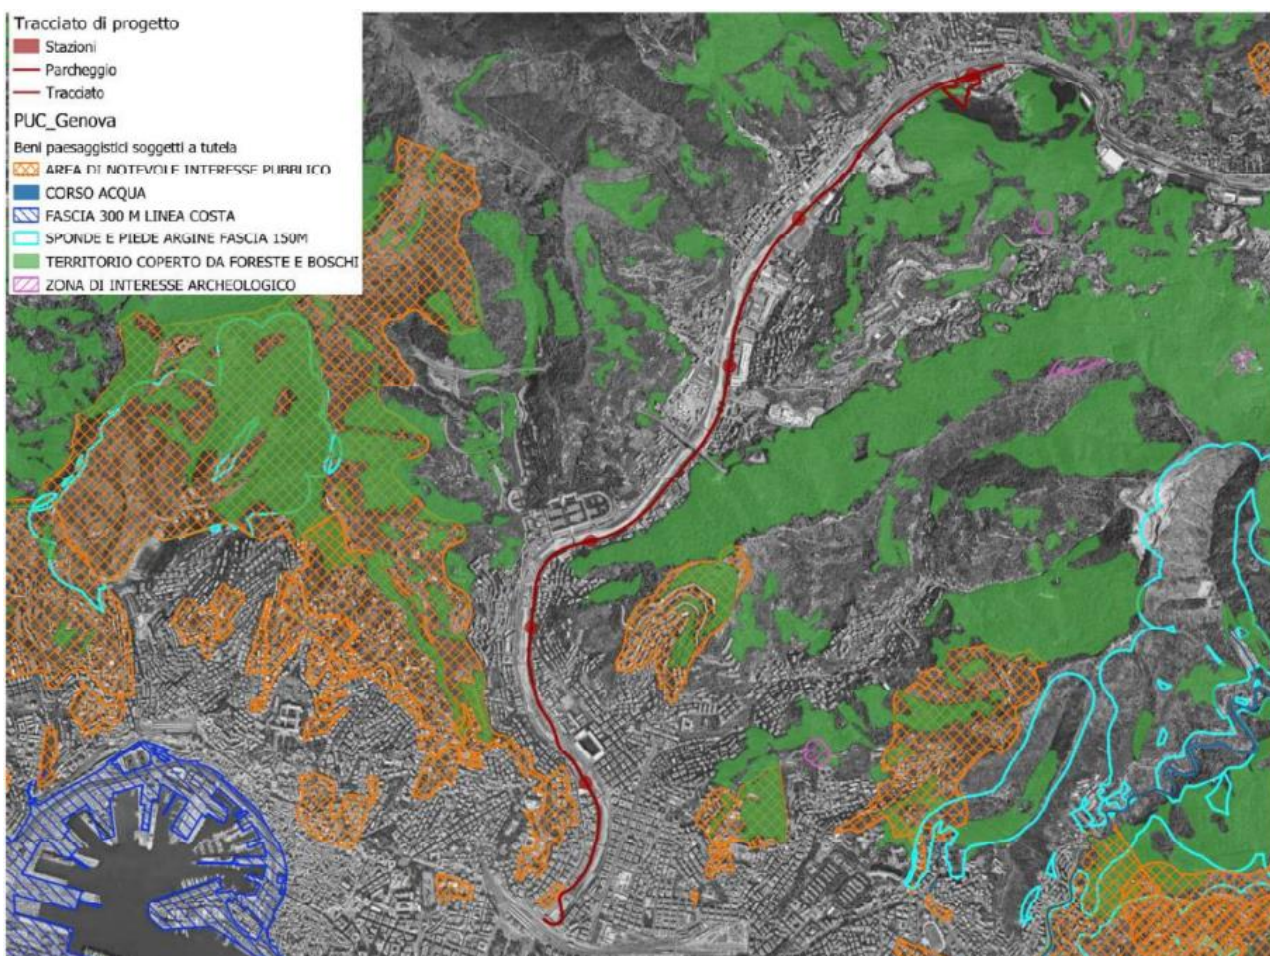 Tracciato di progetto
Stazioni
Parcheggio
Tracciato
PUC_Genova
Beni paesaggistici soggetti a tutela
AREA DI NOTEVOLE INTERESSE PUBBLICO
CORSO ACQUA
FASCIA 300 M LINEA COSTA
SPONDE E PIEDE ARGINE FASCIA 150M
TERRITORIO COPERTO DA FORESTE E BOSCHI
ZONA DI INTERESSE ARCHEOLOGICO